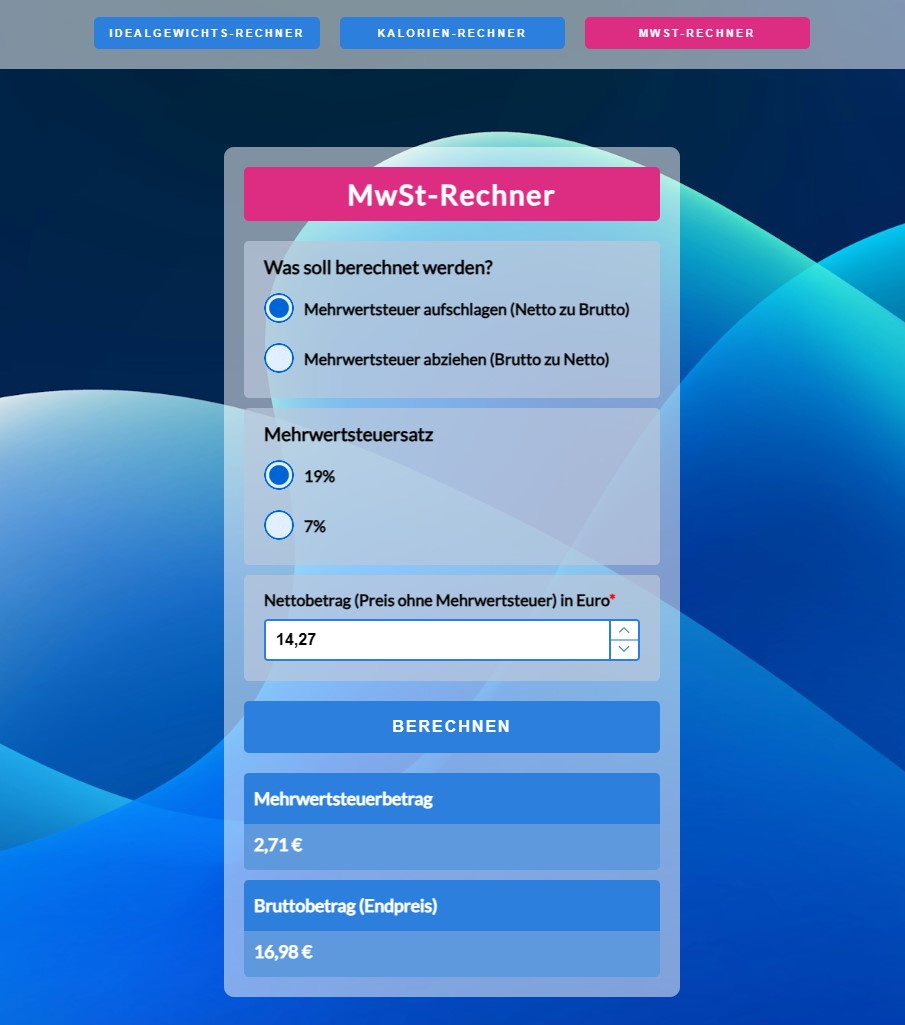 IDEALGEWICHTS-RECHNER
KALORIEN-RECHNER
MWST-RECHNER
MwSt-Rechner
Was soll berechnet werden?
Mehrwertsteuer aufschlagen (Netto zu Brutto)
Mehrwertsteuer abziehen (Brutto zu Netto)
Mehrwertsteuersatz
19%
7%
Nettobetrag (Preis ohne Mehrwertsteuer) in Euro*
14,27
BERECHNEN
Mehrwertsteuerbetrag
2,71 €
Bruttobetrag (Endpreis)
16,98 €